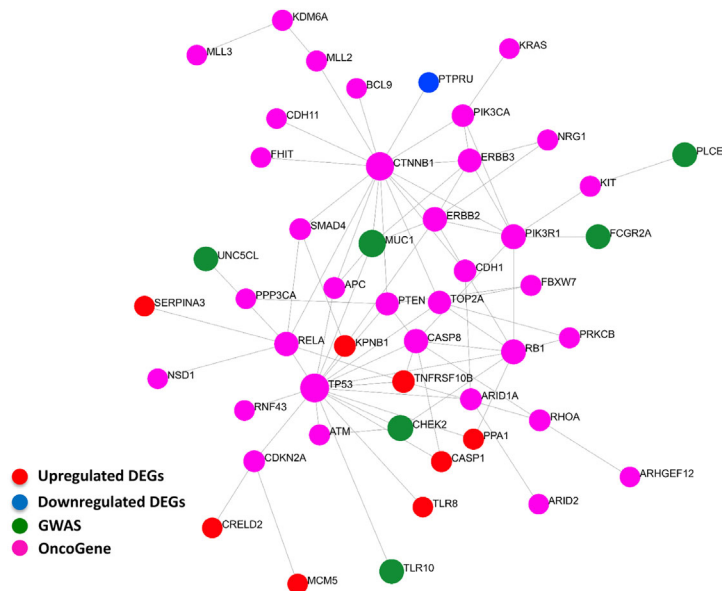 KDM6A
MLL3
MLL2
KRAS
BCL9
PTPRU
CDH11
PIK3CA
FHIT
CTNNB1
ERBB3
NRG1
PLCE
KIT
SMAD4
ERBB2
MUC1
PIK3R1
FCGR2A
UNC5CL
CDH1
APC
FBXW7
PPP3CA
SERPINA3
PTEN
TOP2A
RELA
KPNB1
CASP8
RB1
PRKCB
NSD1
TP53
TNFRSF10B
ARID1A
RNF43
ATM
CHEK2
PPA1
RHOA
CDKN2A
CASP1
ARHGEF12
Upregulated DEGs
Downregulated DEGs
TLR8
ARID2
GWAS
CRELD2
OncoGene
TLR10
MCM5